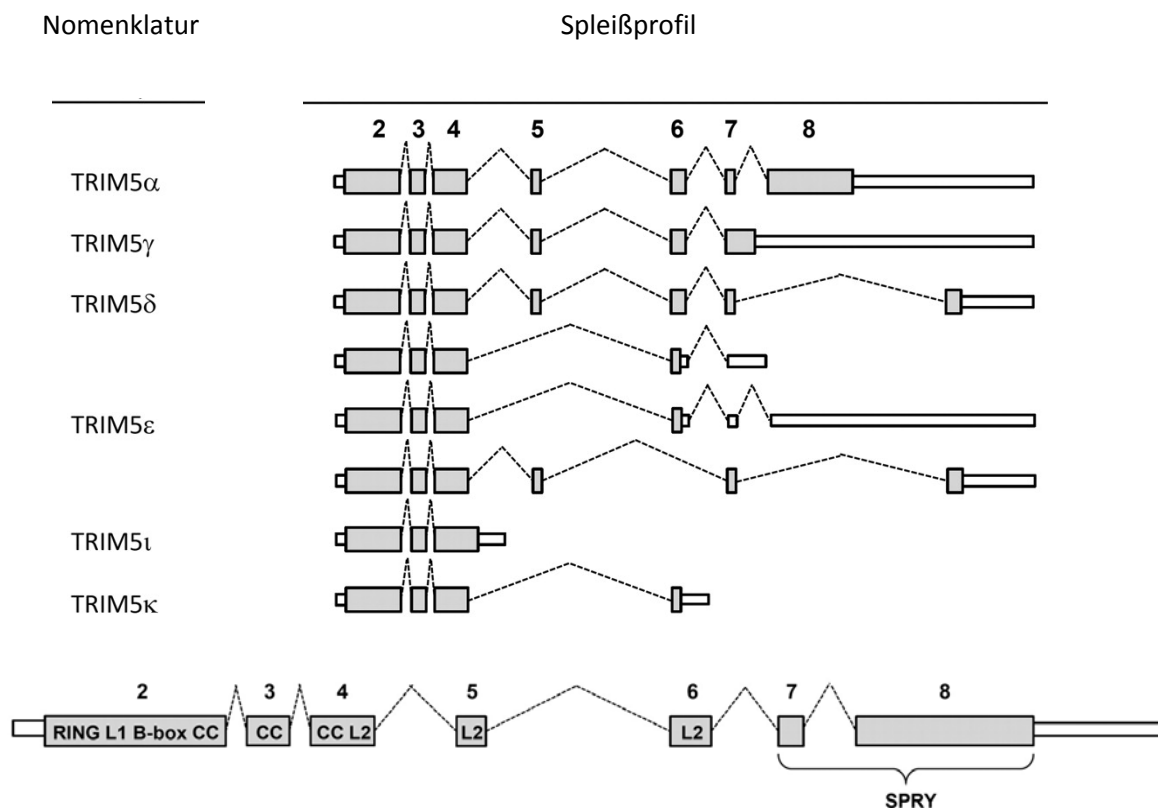 Nomenklatur Spleißprofil
2 3 4 5 6 7 8
TRIM5α
TRIM5γ
TRIM5δ
TRIM5ε
TRIM5ι
TRIM5κ
2 3 4 5 6 7 8
RING L1 B-box CC CC CC L2 L2 L2
SPRY